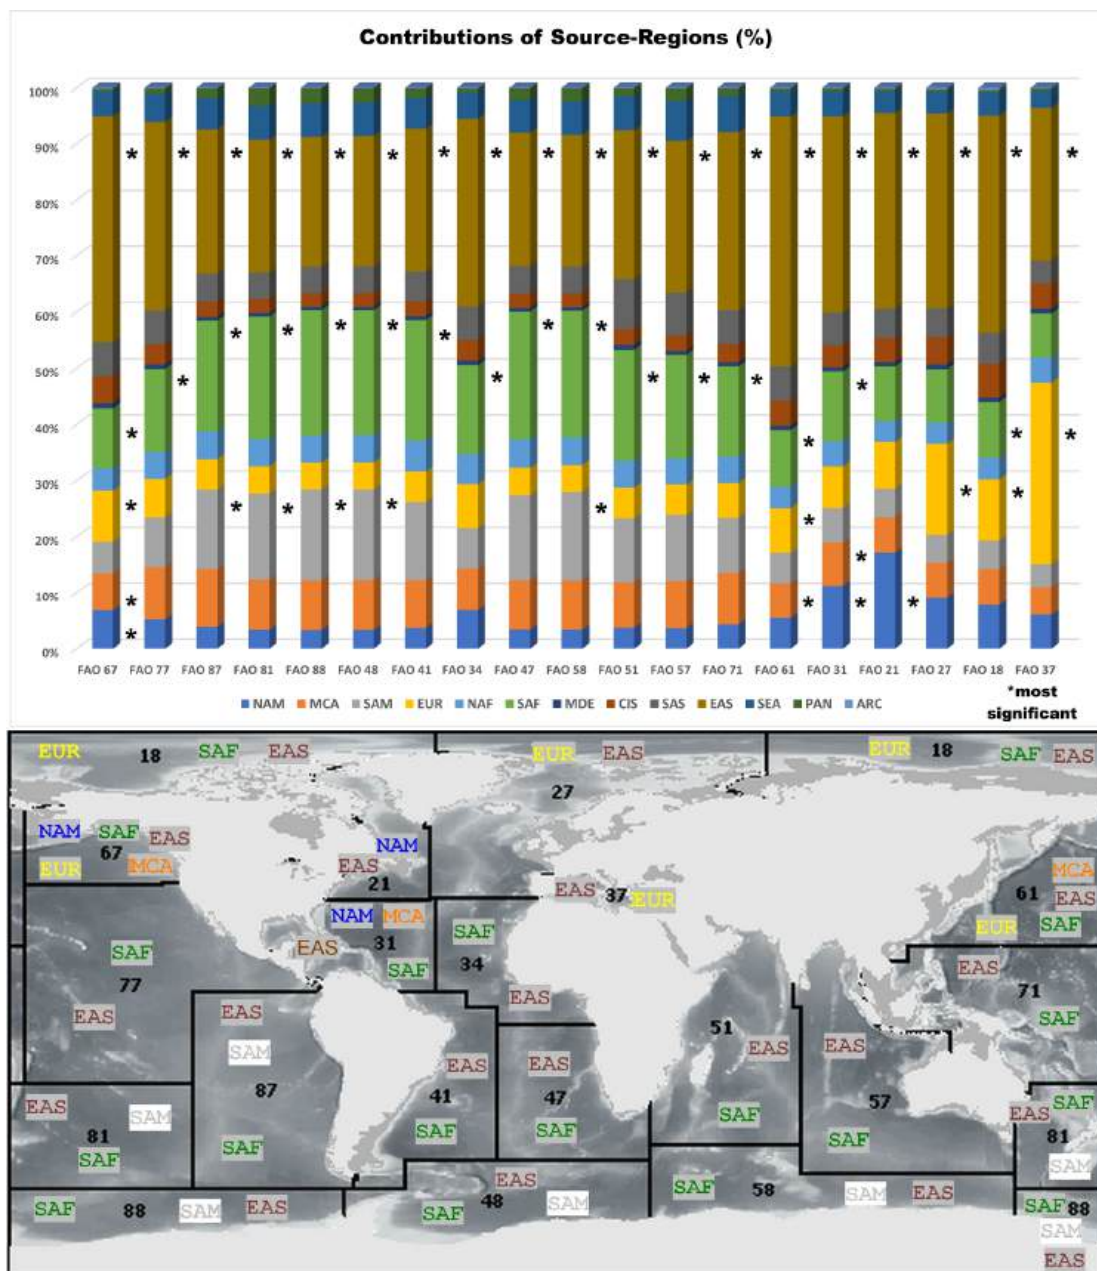 Contributions of Source-Regions (%)
100%
* * * * * * * * * * * * * * * * * * *
90%
80%
70%
60%
* * * * * * *
50%
* * * * * *
40%
* * * *
30%
* * * * * * * * * *
20%
*
10%
* * * *
*
0%
FAO 67 FAO 77 FAO 87 FAO 81 FAO 88 FAO 48 FAO 41 FAO 34 FAO 47 FAO 58 FAO 51 FAO 57 FAO 71 FAO 61 FAO 31 FAO 21 FAO 27 FAO 18 FAO 37
NAM MCA SAM EUR NAF SAF MDE CIS SAS EAS SEA PAN ARC
*most
significant
EUR 18 SAF EAS EUR EAS EUR 18 SAF EAS
27
NAM SAF EAS NAM
67
EUR MCA EAS 21 EAS 37 EUR MCA
61 EAS
NAM MCA SAF EUR SAF
EAS 31
SAF SAF 34 EAS
77 71
EAS EAS EAS 51 SAF
SAM EAS EAS EAS EAS
87 41 47 57
EAS SAM SAF EAS SAF
81 SAF SAF SAF SAF SAF 81
SAF SAM
EAS 58 SAM EAS
SAF 88 SAM EAS SAF 48 SAM SAF SAF 88
SAM
EAS